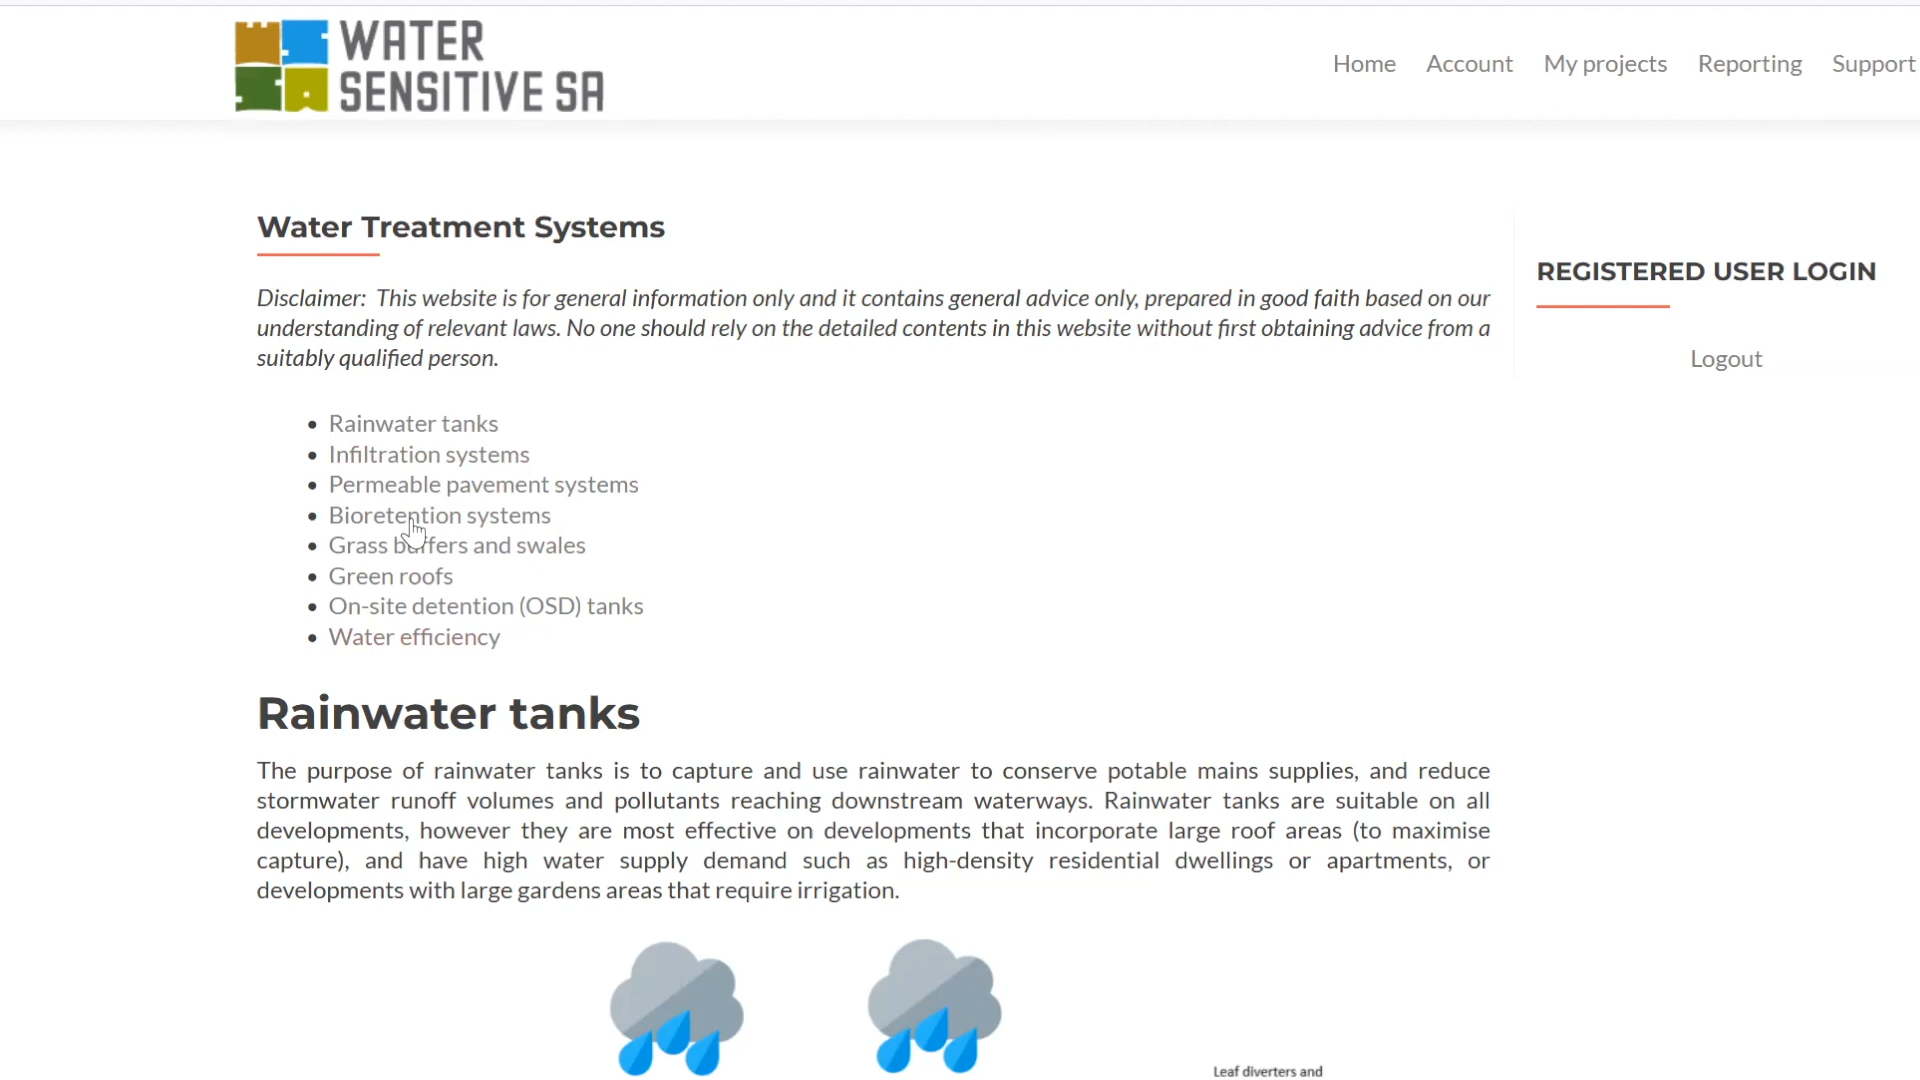 WATER
SENSITIVE SA
Home Account My projects Reporting Support
Water Treatment Systems
Disclaimer: This website is for general information only and it contains general advice only, prepared in good faith based on our
understanding of relevant laws. No one should rely on the detailed contents in this website without first obtaining advice from a
suitably qualified person.
REGISTERED USER LOGIN
Logout
• Rainwater tanks
• Infiltration systems
• Permeable pavement systems
• Bioretention systems
• Grass buffers and swales
• Green roofs
• On-site detention (OSD) tanks
• Water efficiency
Rainwater tanks
The purpose of rainwater tanks is to capture and use rainwater to conserve potable mains supplies, and reduce
stormwater runoff volumes and pollutants reaching downstream waterways. Rainwater tanks are suitable on all
developments, however they are most effective on developments that incorporate large roof areas (to maximise
capture), and have high water supply demand such as high-density residential dwellings or apartments, or
developments with large gardens areas that require irrigation.
Leaf diverters and